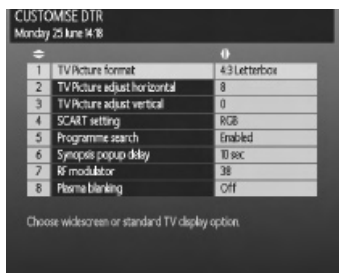 CUSTOMISE DTR
Monday 25 June 14:18
1 TV Picture format 4:3 Letterbox
2 TV Picture adjust horizontal 8
3 TV Picture adjust vertical 0
4 SCART setting RGB
5 Programme search Enabled
6 Synopsis popup delay 10 sec
7 RF modulator 38
8 Plasma blanking Off
Choose widescreen or standard TV display option.